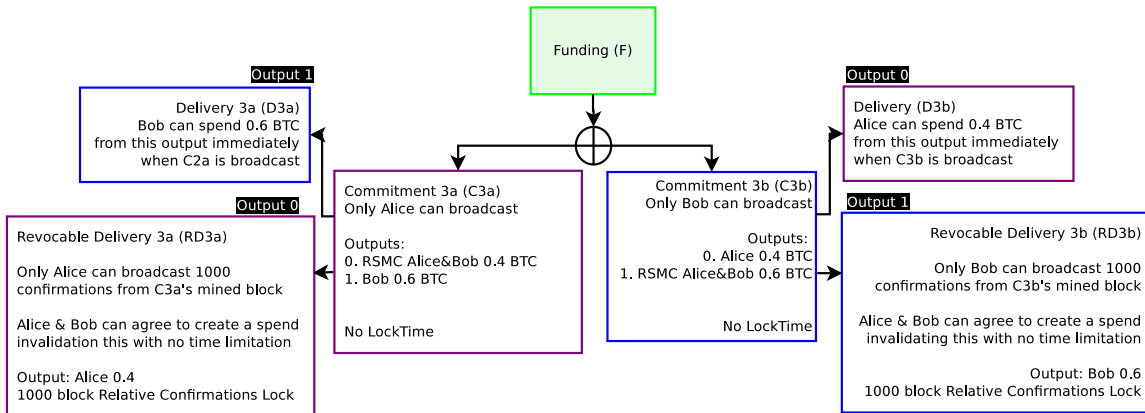 Funding (F)
Output 1
Delivery 3a (D3a)
Bob can spend 0.6 BTC
from this output immediately
when C2a is broadcast
Output 0
Delivery (D3b)
Alice can spend 0.4 BTC
from this output immediately
when C3b is broadcast
Commitment 3a (C3a)
Only Alice can broadcast
Outputs:
0. RSMC Alice&Bob 0.4 BTC
1. Bob 0.6 BTC
No LockTime
Commitment 3b (C3b)
Only Bob can broadcast
Outputs:
0. Alice 0.4 BTC
1. RSMC Alice&Bob 0.6 BTC
No LockTime
Output 0
Revocable Delivery 3a (RD3a)
Only Alice can broadcast 1000
confirmations from C3a's mined block
Alice & Bob can agree to create a spend
invalidation this with no time limitation
Output: Alice 0.4
1000 block Relative Confirmations Lock
Output 1
Revocable Delivery 3b (RD3b)
Only Bob can broadcast 1000
confirmations from C3b's mined block
Alice & Bob can agree to create a spend
invalidating this with no time limitation
Output: Bob 0.6
1000 block Relative Confirmations Lock